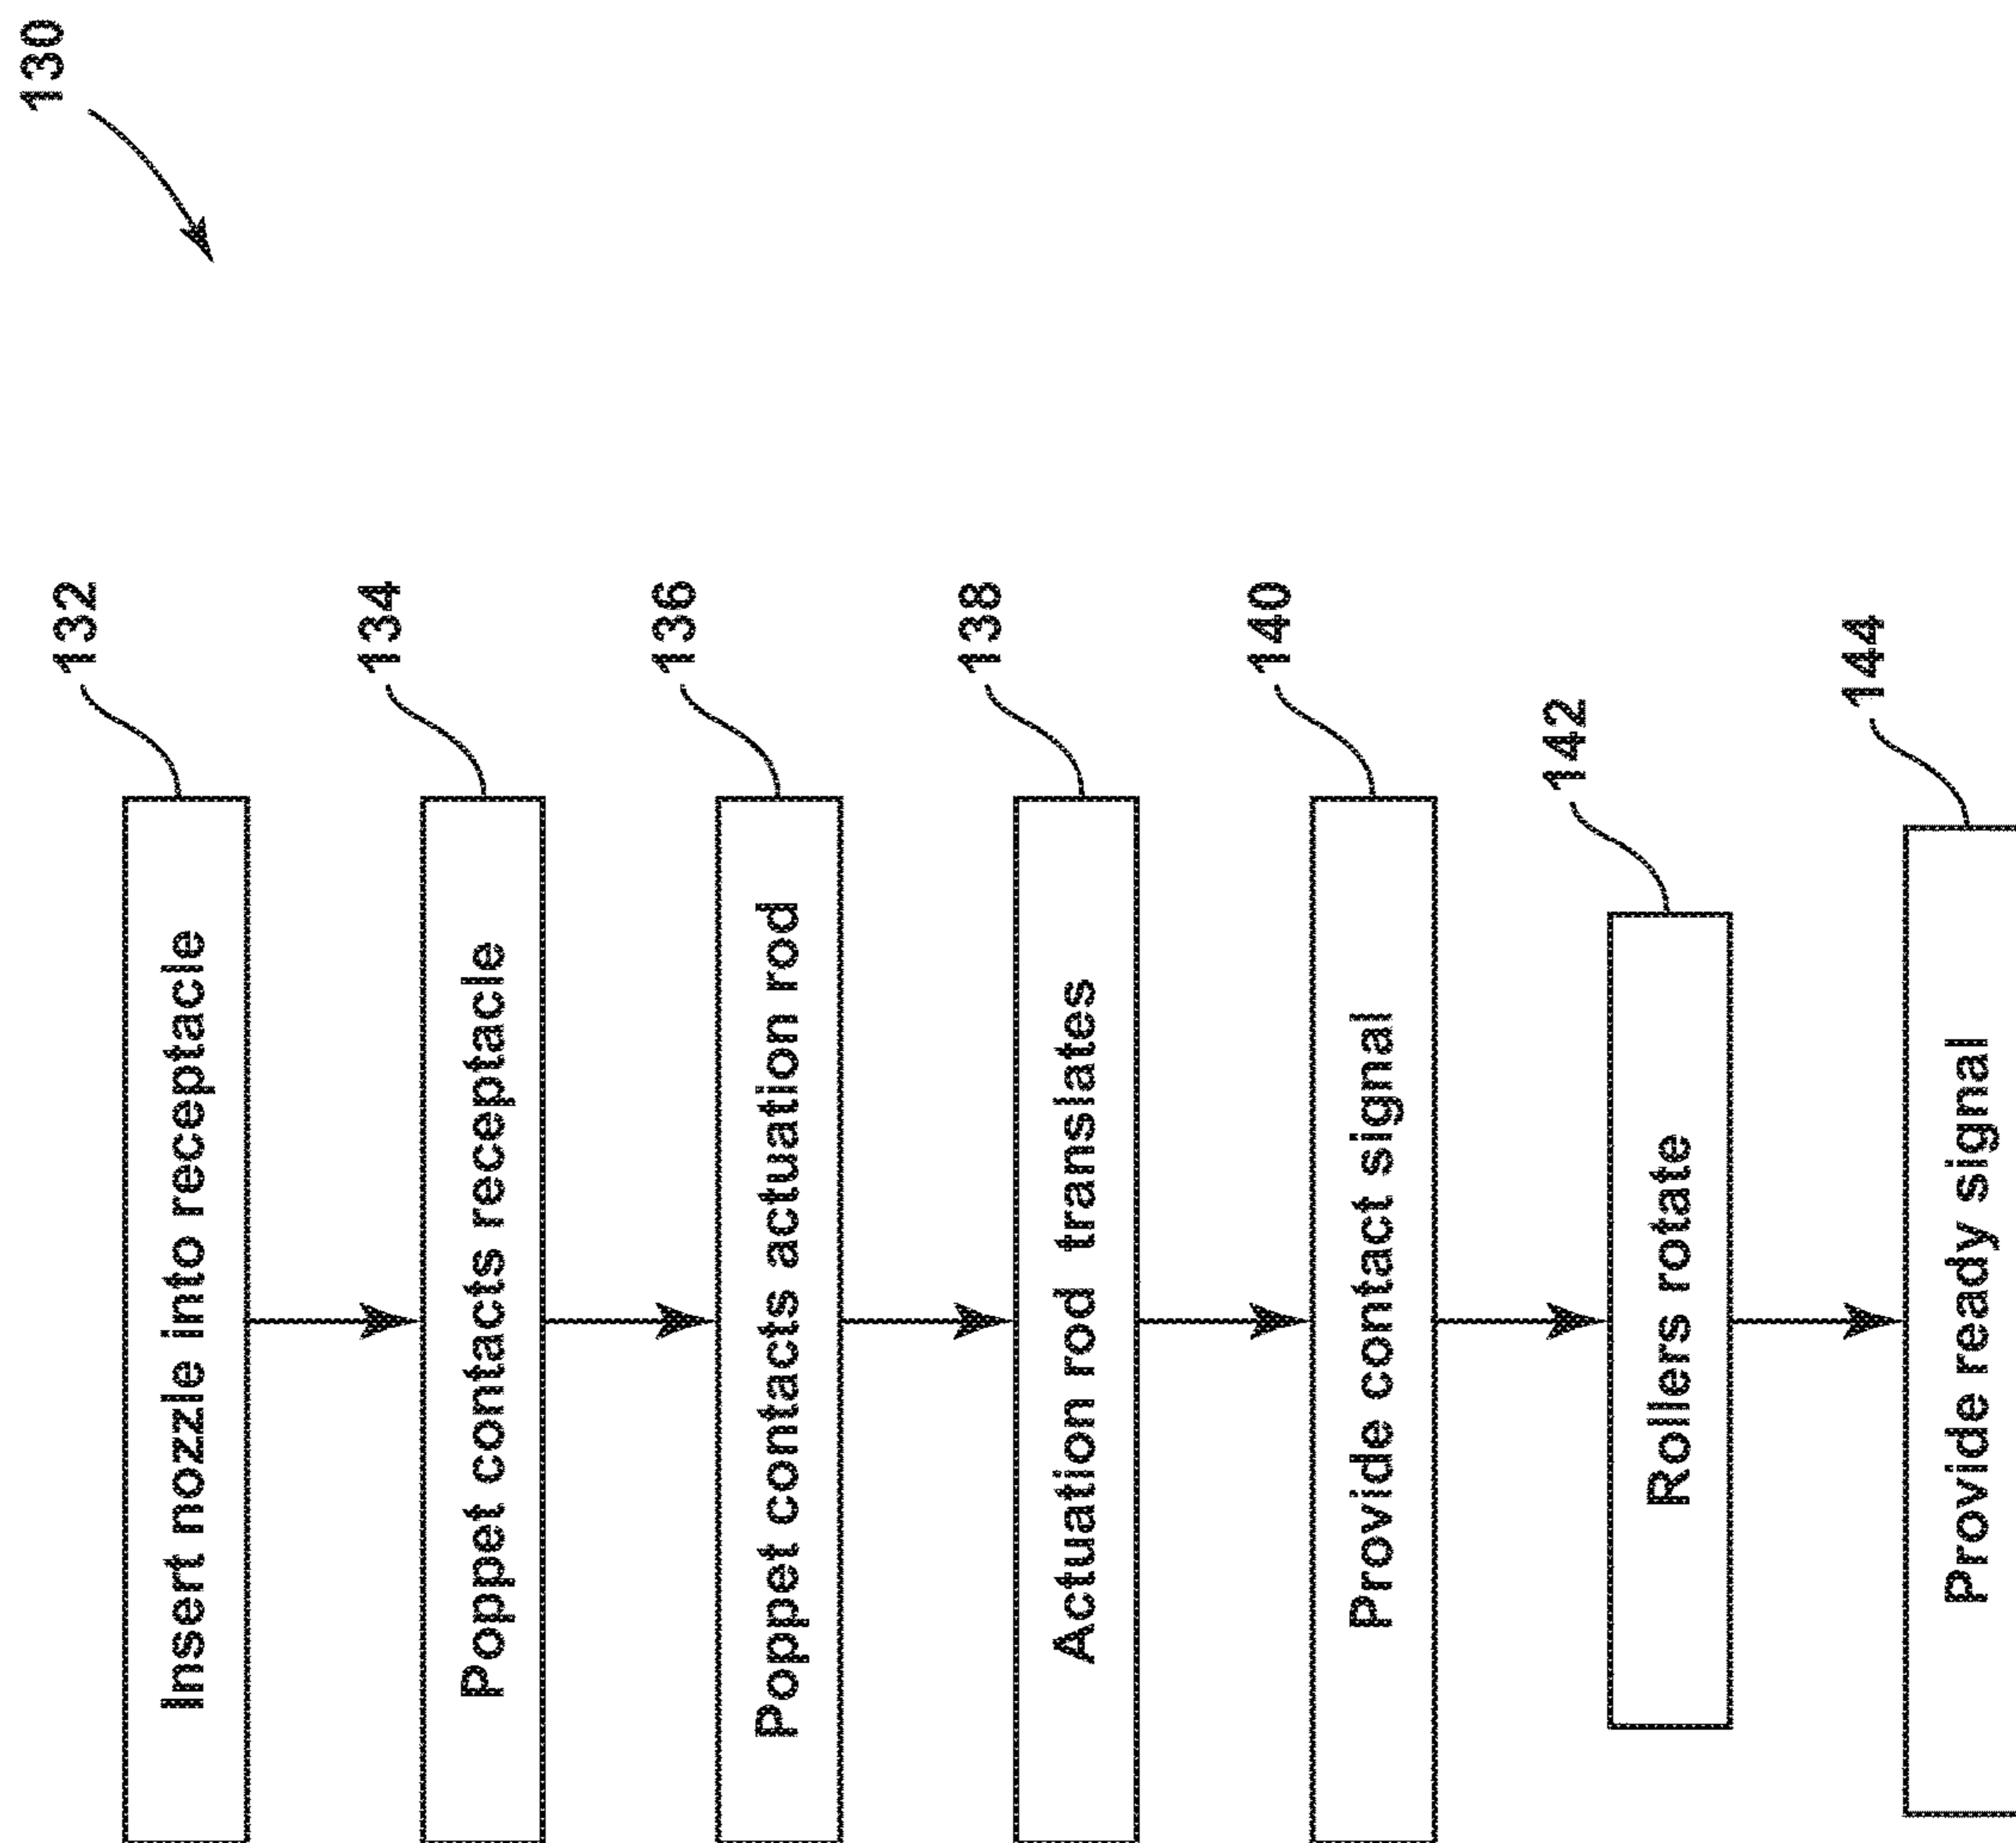 130
132
Insert nozzle into receptacle
134
Poppet contacts receptacle
136
Poppet contacts actuation rod
138
Actuation rod translates
140
Provide contact signal
142
Rollers rotate
144
Provide ready signal